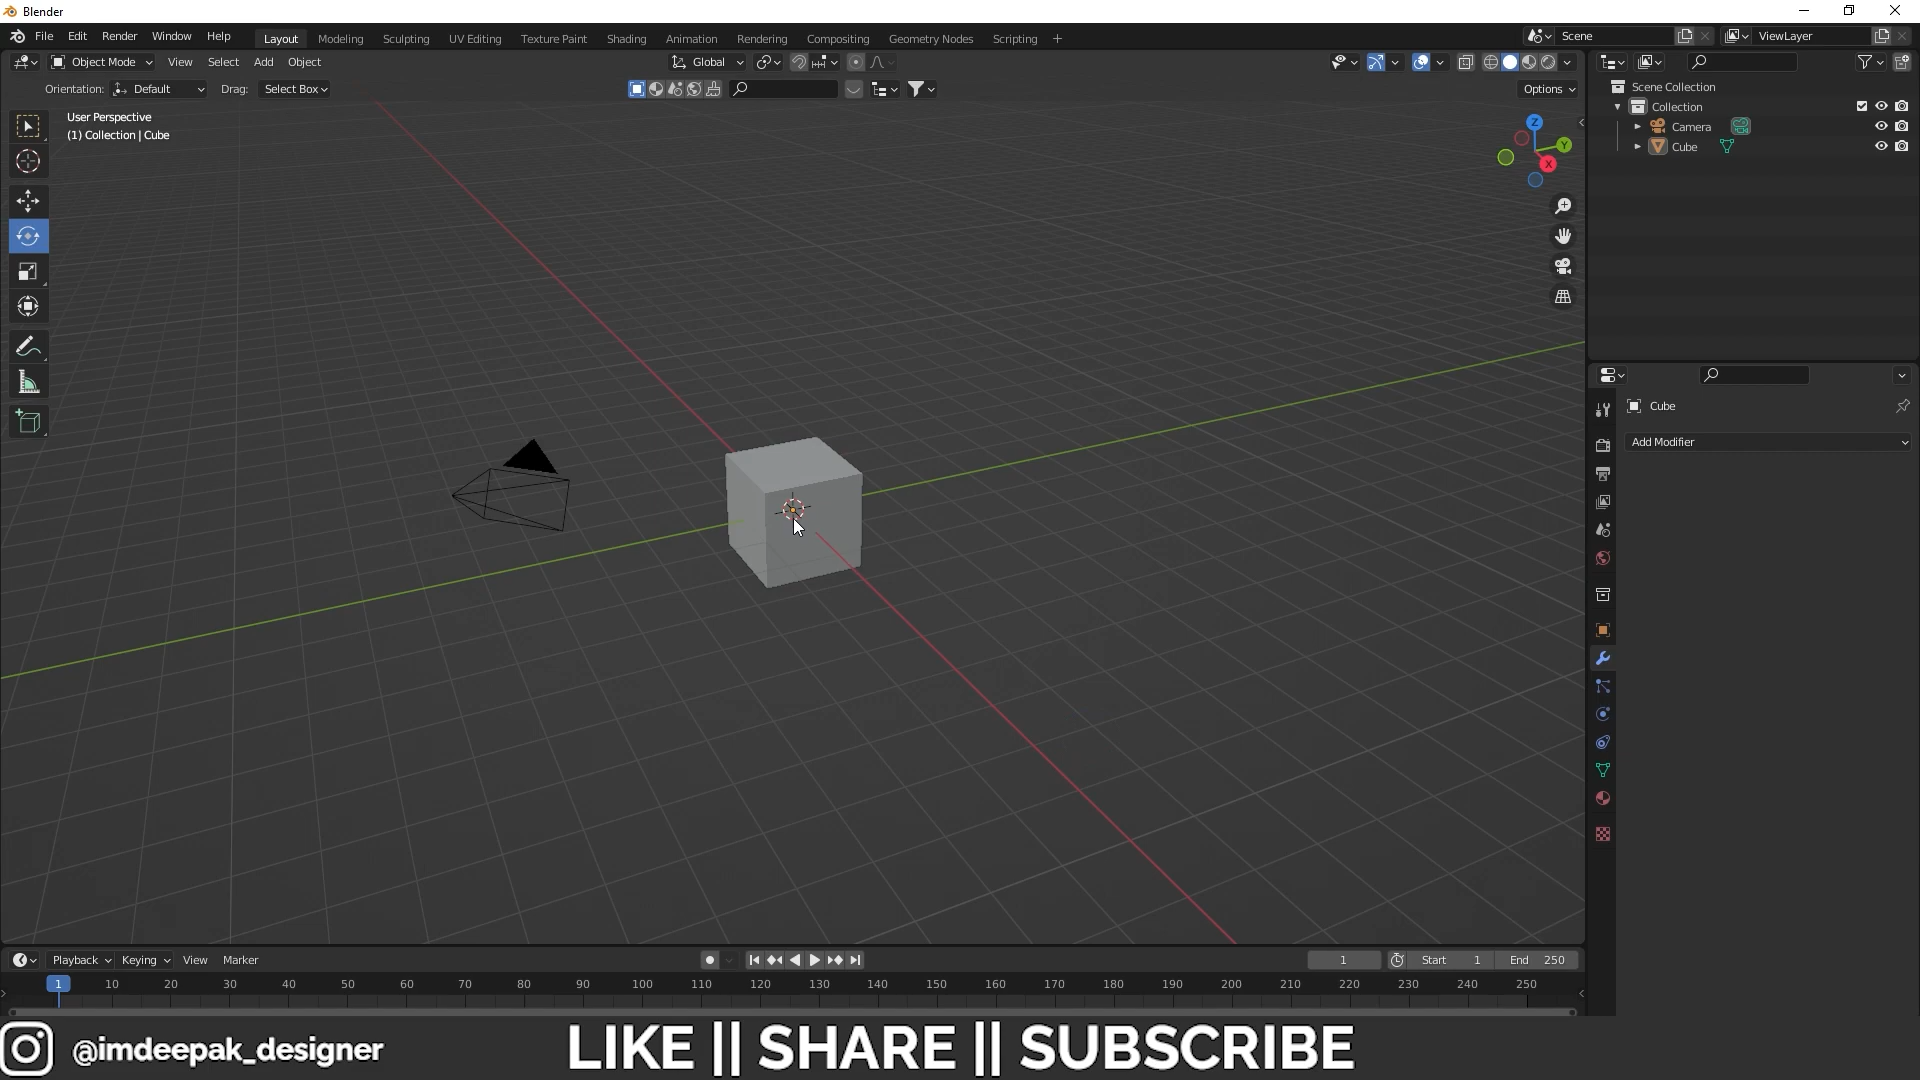 Blender
File Edit Render Window Help Layout Modeling Sculpting UV Editing Texture Paint Shading Animation Rendering Compositing Geometry Nodes Scripting + Scene ViewLayer
Object Mode View Select Add Object Global
Orientation: Default Drag: Select Box Options
User Perspective
(1) Collection | Cube
Z
Y
X
Scene Collection
Collection
Camera
Cube
Cube
Add Modifier
Playback Keying View Marker 1 Start 1 End 250
1 10 20 30 40 50 60 70 80 90 100 110 120 130 140 150 160 170 180 190 200 210 220 230 240 250
@imdeepak_designer LIKE || SHARE || SUBSCRIBE